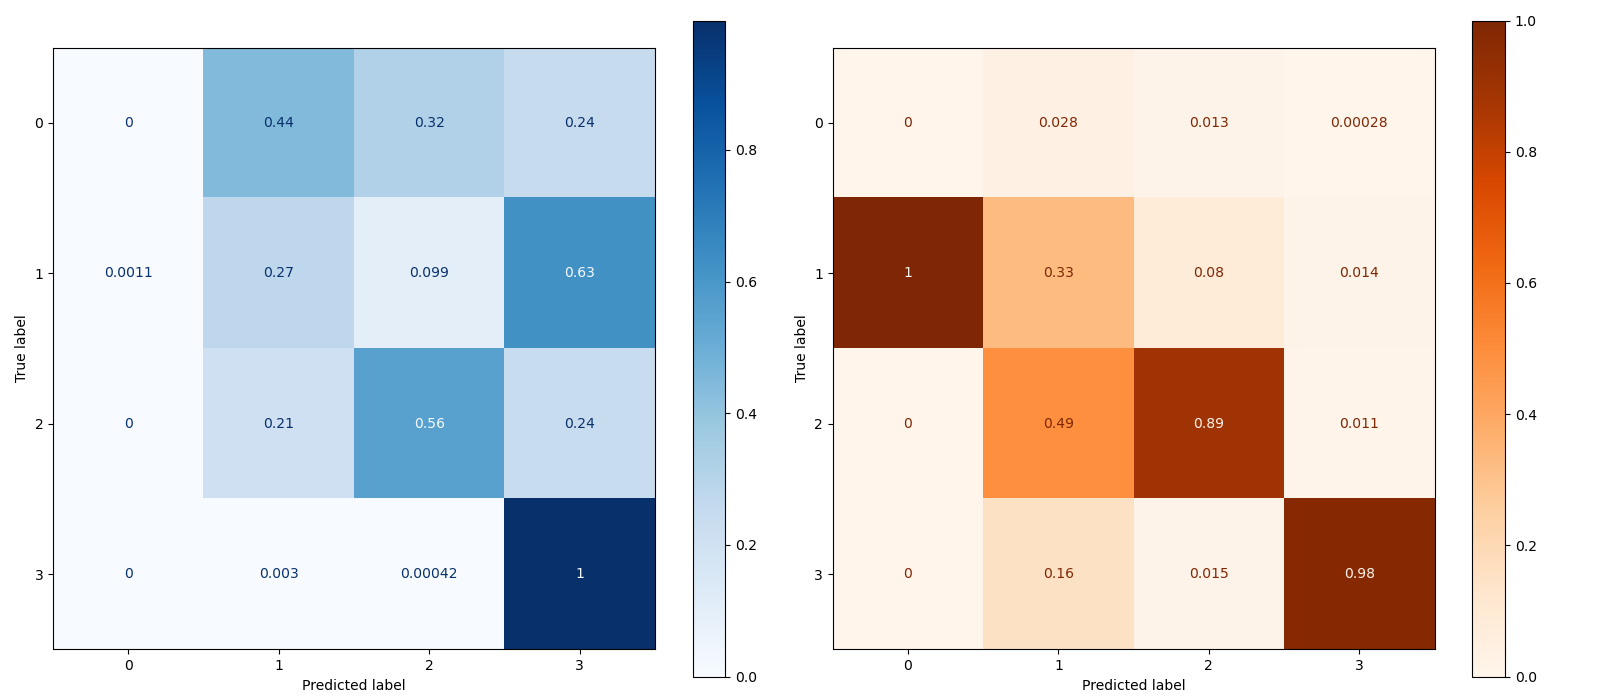 0 0 0.44 0.32 0.24
1 0.0011 0.27 0.099 0.63
2 0 0.21 0.56 0.24
3 0 0.003 0.00042 1
0 1 2 3
Predicted label
True label
0.8
0.6
0.4
0.2
0.0
0 0 0.028 0.013 0.00028
1 1 0.33 0.08 0.014
2 0 0.49 0.89 0.011
3 0 0.16 0.015 0.98
0 1 2 3
Predicted label
True label
1.0
0.8
0.6
0.4
0.2
0.0